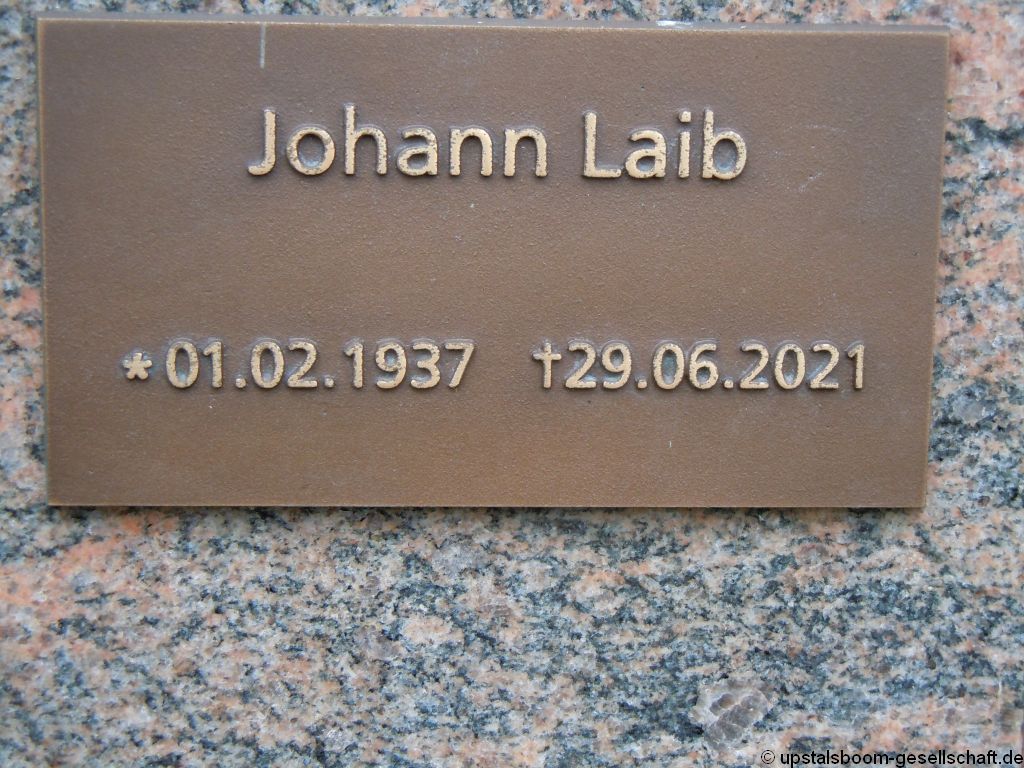 Johann Laib
*01.02.1937 †29.06.2021
© upstalsboom-gesellschaft.de